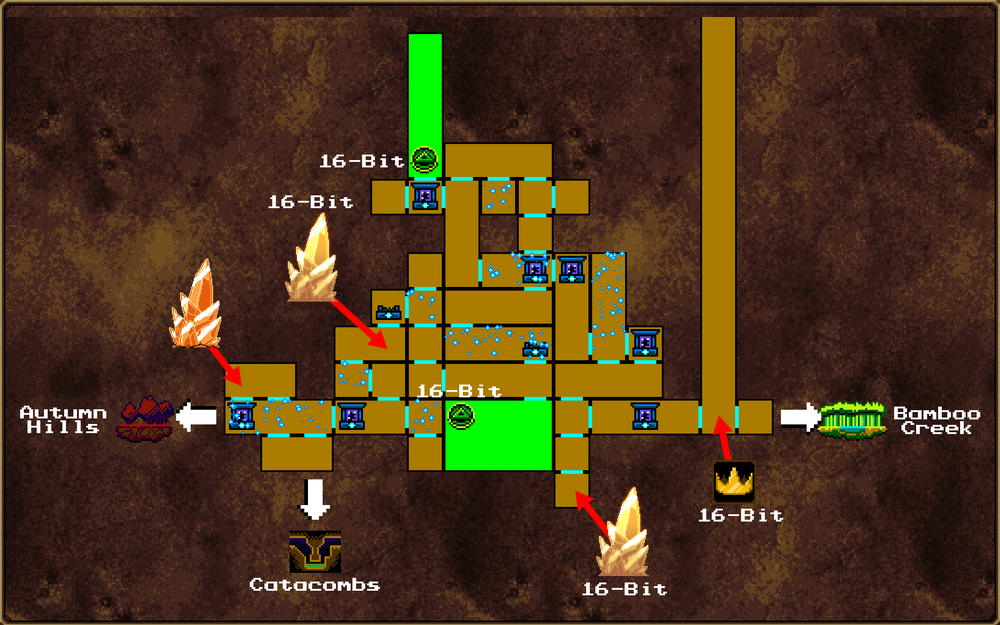 16-Bit
16-Bit
16-Bit
Autumn
Hills
Bamboo
Creek
16-Bit
Catacombs
16-Bit